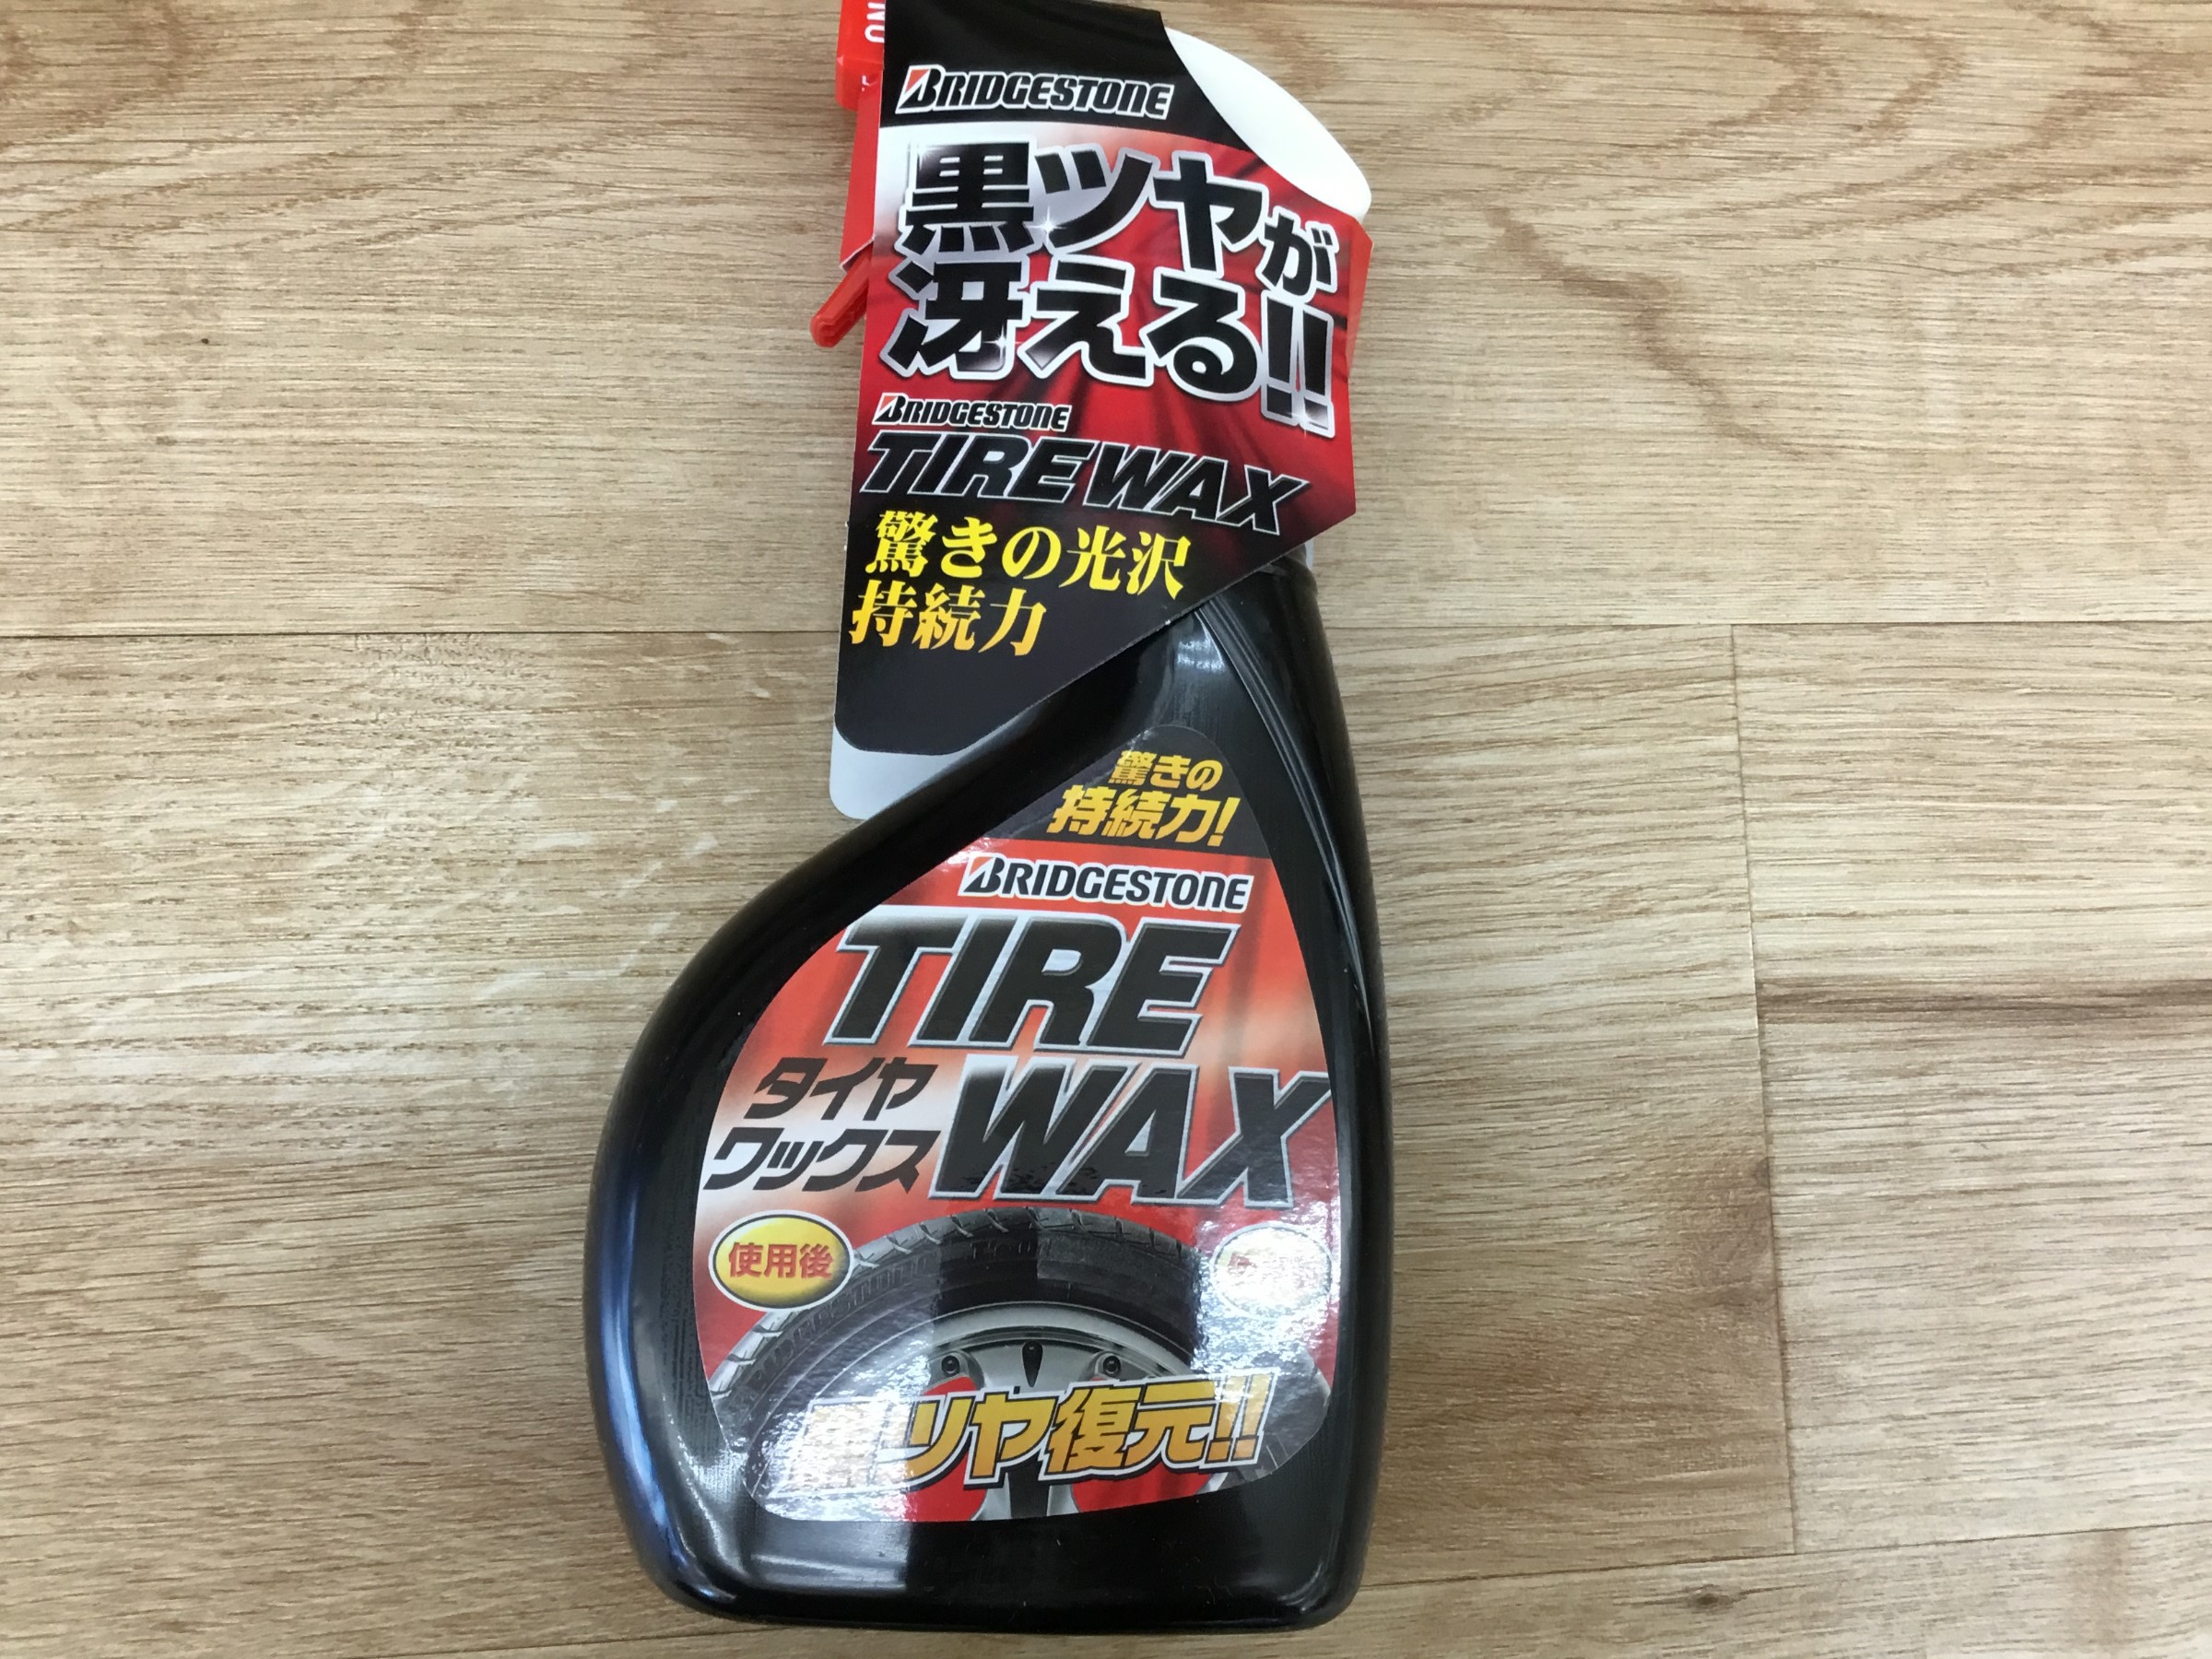 ON
BRIDGESTONE
黒ツヤが
冴える!!
BRIDGESTONE
TIRE WAX
驚きの光沢
持続力
驚きの
持続力!
BRIDGESTONE
TIRE
タイヤ
ワックス
WAX
使用後
黒ツヤ復元!!